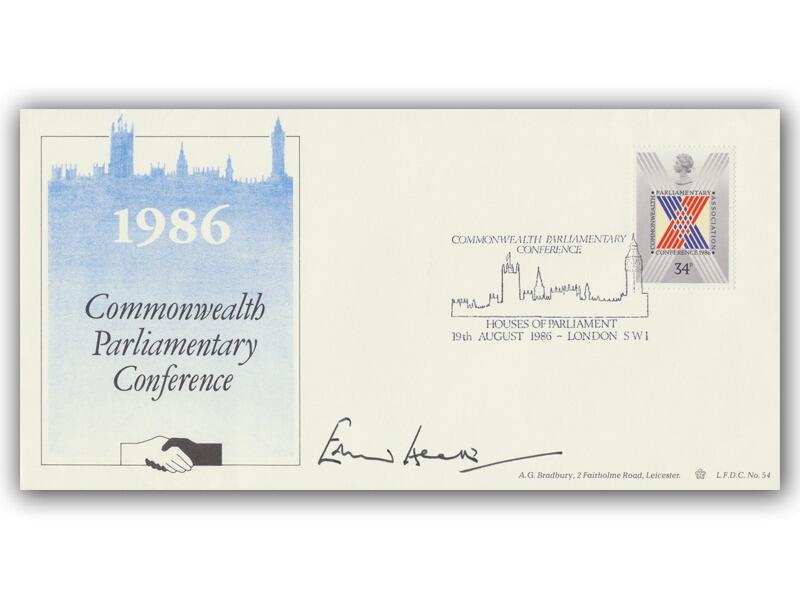 1986
Commonwealth
Parliamentary
Conference
COMMONWEALTH PARLIAMENTARY
CONFERENCE
HOUSES OF PARLIAMENT
19th AUGUST 1986 - LONDON SW1
PARLIAMENTARY
COMMONWEALTH
ASSOCIATION
CONFERENCE 1986
34P
A.G. Bradbury, 2 Fairholme Road, Leicester.
L.F.D.C. No. 54